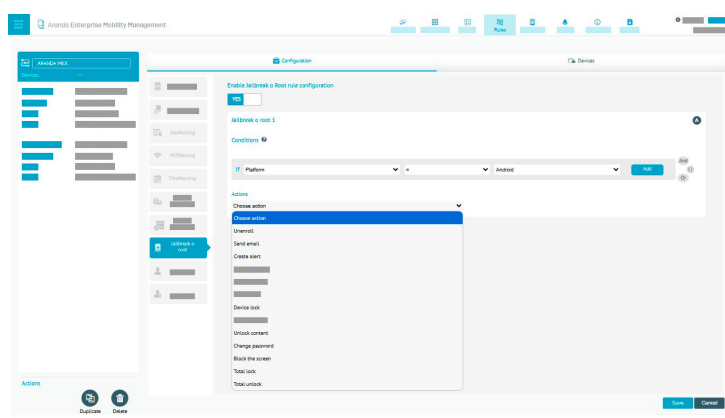 Aranda Enterprise Mobility Management
Rules
ARANDA MEX
Devices:
Configuration
Devices
Enable Jailbreak o Root rule configuration
YES
Jailbreak o root 1
A
Conditions
Geofencing
Wififencing
Timefencing
Jailbreak o
root
If Platform
=
Android
Add
And
( )
Or
Actions
Choose action
Choose action
Unenroll
Send email
Create alert
Device lock
Unlock content
Change password
Block the screen
Total lock
Total unlock
Actions
Duplicate
Delete
Save
Cancel